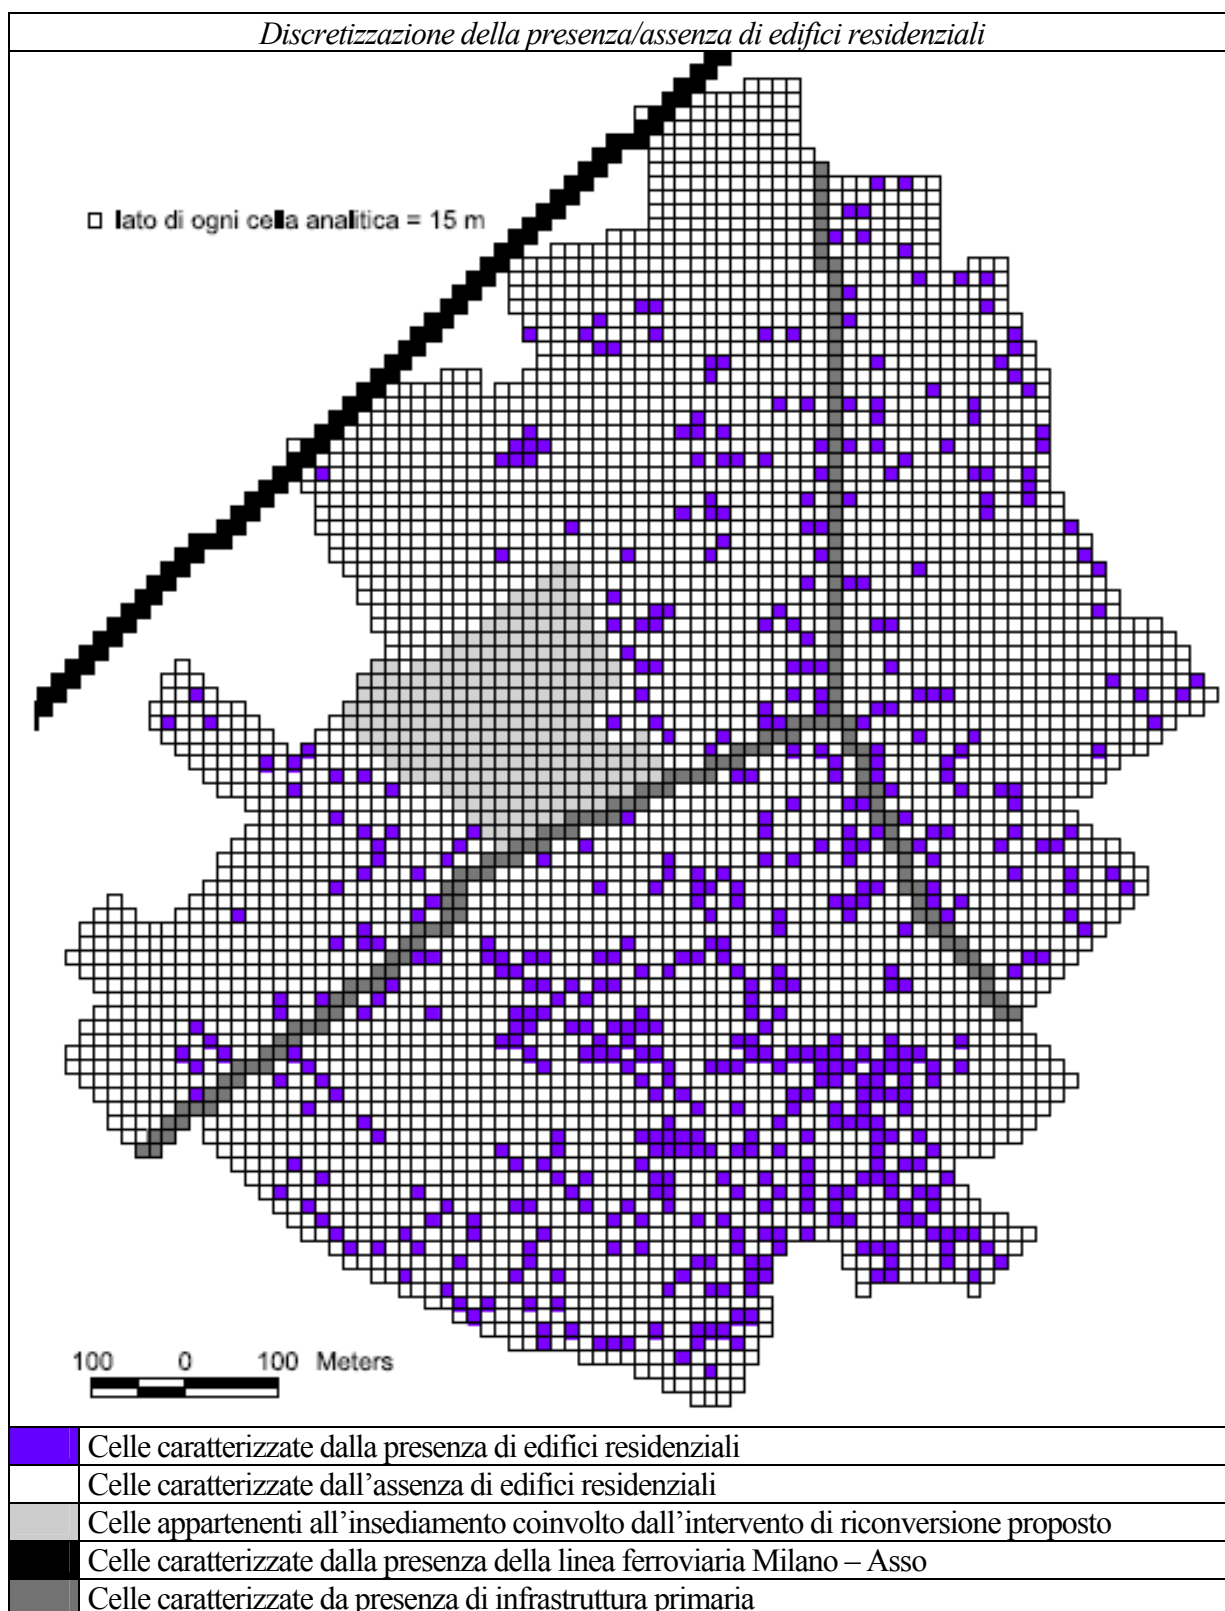 Discretizzazione della presenza/assenza di edifici residenziali
lato di ogni cella analitica = 15 m
100 0 100 Meters
Celle caratterizzate dalla presenza di edifici residenziali
Celle caratterizzate dall'assenza di edifici residenziali
Celle appartenenti all'insediamento coinvolto dall'intervento di riconversione proposto
Celle caratterizzate dalla presenza della linea ferroviaria Milano – Asso
Celle caratterizzate da presenza di infrastruttura primaria